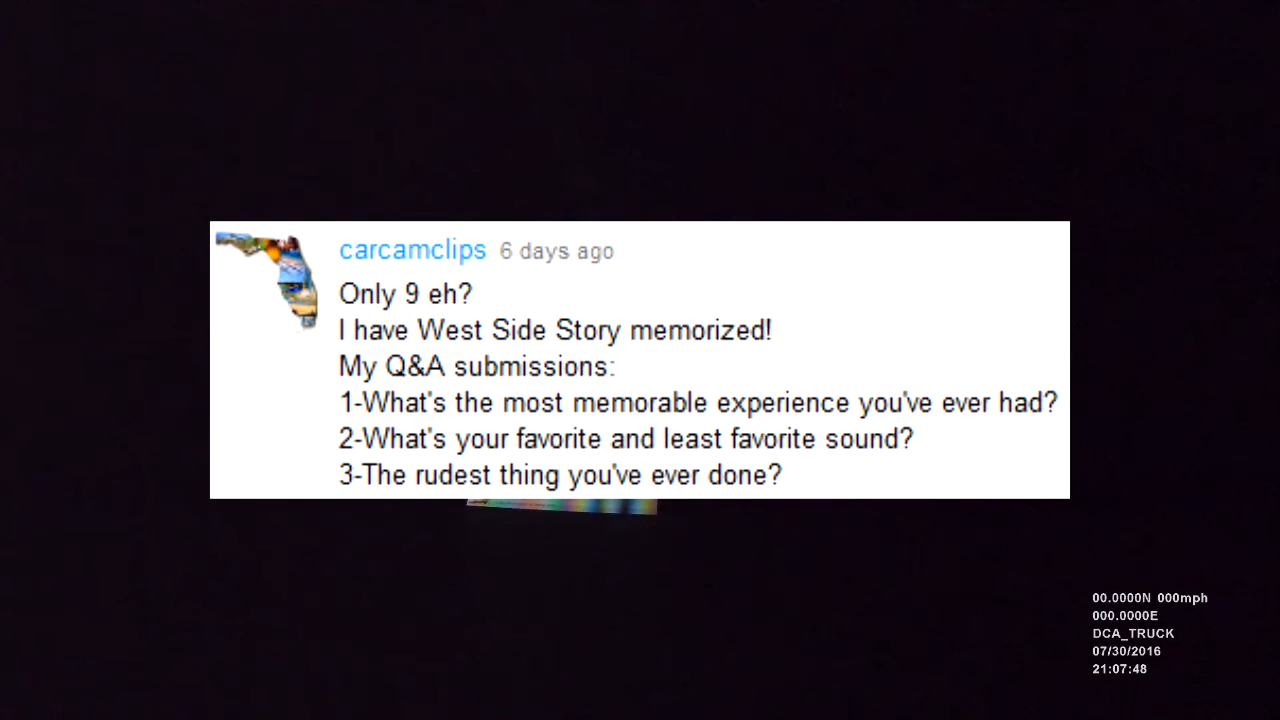 carcamclips 6 days ago
Only 9 eh?
I have West Side Story memorized!
My Q&A submissions:
1-What's the most memorable experience you've ever had?
2-What's your favorite and least favorite sound?
3-The rudest thing you've ever done?
00.0000N 000mph
000.0000E
DCA_TRUCK
07/30/2016
21:07:48